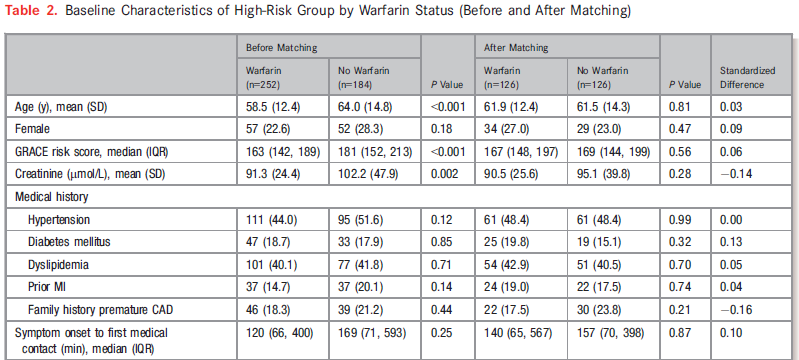 Table 2. Baseline Characteristics of High-Risk Group by Warfarin Status (Before and After Matching)
Before Matching After Matching
Warfarin (n=252) No Warfarin (n=184) P Value Warfarin (n=126) No Warfarin (n=126) P Value Standardized Difference
Age (y), mean (SD) 58.5 (12.4) 64.0 (14.8) <0.001 61.9 (12.4) 61.5 (14.3) 0.81 0.03
Female 57 (22.6) 52 (28.3) 0.18 34 (27.0) 29 (23.0) 0.47 0.09
GRACE risk score, median (IQR) 163 (142, 189) 181 (152, 213) <0.001 167 (148, 197) 169 (144, 199) 0.56 0.06
Creatinine (μmol/L), mean (SD) 91.3 (24.4) 102.2 (47.9) 0.002 90.5 (25.6) 95.1 (39.8) 0.28 −0.14
Medical history
Hypertension 111 (44.0) 95 (51.6) 0.12 61 (48.4) 61 (48.4) 0.99 0.00
Diabetes mellitus 47 (18.7) 33 (17.9) 0.85 25 (19.8) 19 (15.1) 0.32 0.13
Dyslipidemia 101 (40.1) 77 (41.8) 0.71 54 (42.9) 51 (40.5) 0.70 0.05
Prior MI 37 (14.7) 37 (20.1) 0.14 24 (19.0) 22 (17.5) 0.74 0.04
Family history premature CAD 46 (18.3) 39 (21.2) 0.44 22 (17.5) 30 (23.8) 0.21 −0.16
Symptom onset to first medical contact (min), median (IQR) 120 (66, 400) 169 (71, 593) 0.25 140 (65, 567) 157 (70, 398) 0.87 0.10